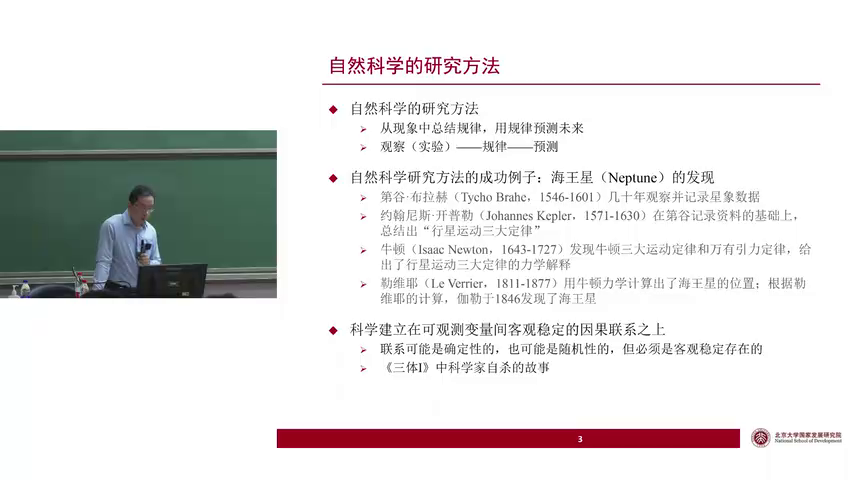 自然科学的研究方法
自然科学的研究方法
从现象中总结规律，用规律预测未来
观察（实验）——规律——预测
自然科学研究方法的成功例子：海王星（Neptune）的发现
第谷·布拉赫（Tycho Brahe，1546-1601）几十年观察并记录星象数据
约翰尼斯·开普勒（Johannes Kepler，1571-1630）在第谷记录资料的基础上，
总结出“行星运动三大定律”
牛顿（Isaac Newton，1643-1727）发现牛顿三大运动定律和万有引力定律，给
出了行星运动三大定律的力学解释
勒维耶（Le Verrier，1811-1877）用牛顿力学计算出了海王星的位置；根据勒
维耶的计算，伽勒于1846发现了海王星
科学建立在可观测变量间客观稳定的因果联系之上
联系可能是确定性的，也可能是随机性的，但必须是客观稳定存在的
《三体I》中科学家自杀的故事
3
北京大学国家发展研究院
National School of Development